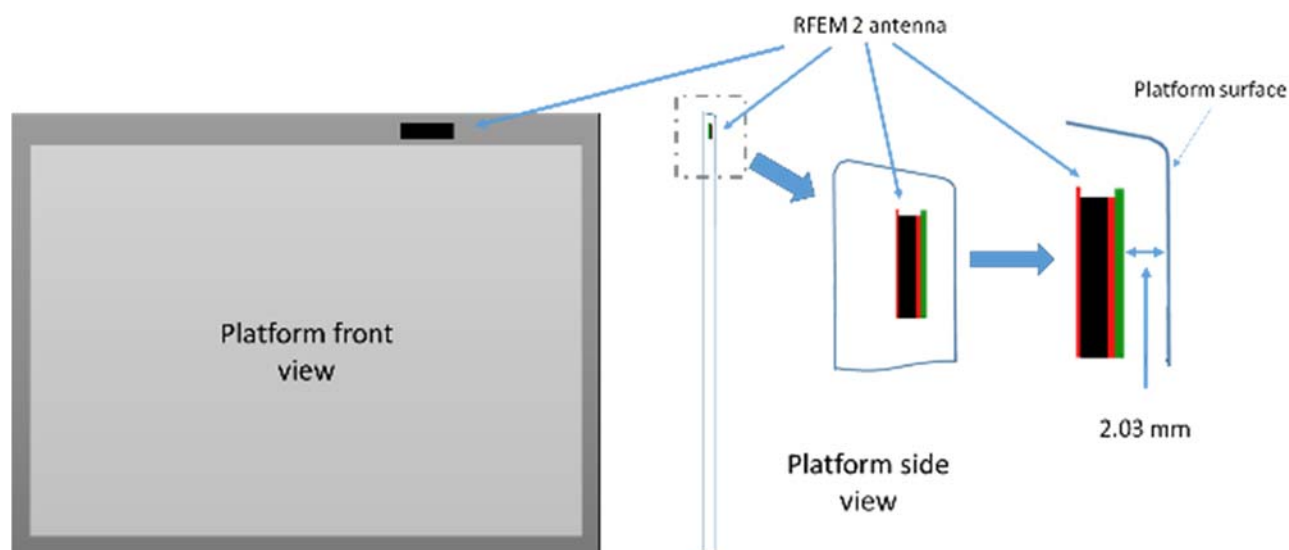 RFEM 2 antenna
Platform surface
Platform front
view
2.03 mm
Platform side
view